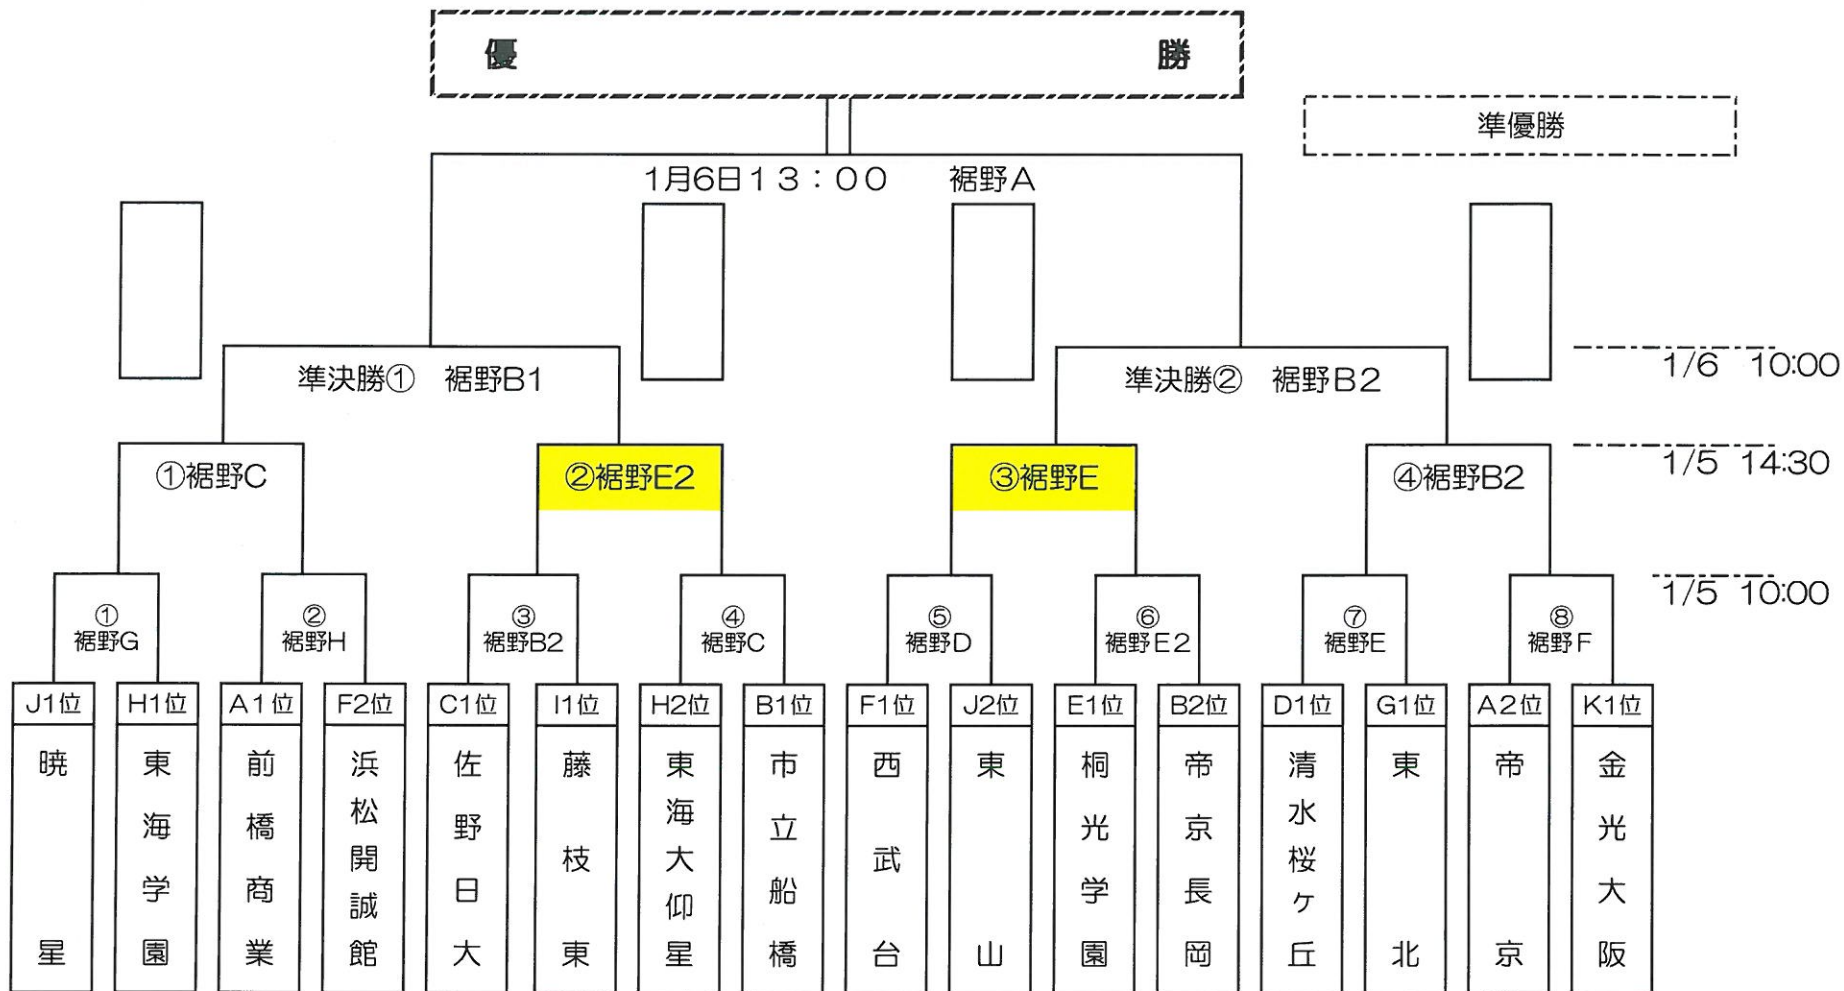 優勝
準優勝
1月6日13：00 裾野A
準決勝① 裾野B1
準決勝② 裾野B2
1/6 10:00
①裾野C
②裾野E2
③裾野E
④裾野B2
1/5 14:30
①
裾野G
②
裾野H
③
裾野B2
④
裾野C
⑤
裾野D
⑥
裾野E2
⑦
裾野E
⑧
裾野F
1/5 10:00
J1位
H1位
A1位
F2位
C1位
I1位
H2位
B1位
F1位
J2位
E1位
B2位
D1位
G1位
A2位
K1位
暁星
東海学園
前橋商業
浜松開誠館
佐野日大
藤枝東
東海大仰星
市立船橋
西武台
東山
桐光学園
帝京長岡
清水桜ケ丘
東北
帝京
金光大阪